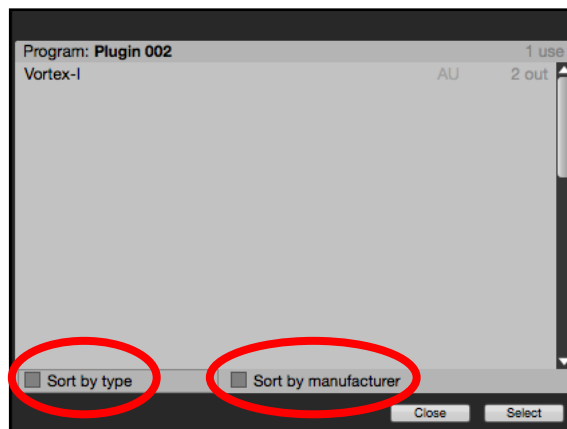 Program: Plugin 002 1 use
Vortex-I AU 2 out
Sort by type Sort by manufacturer
Close Select